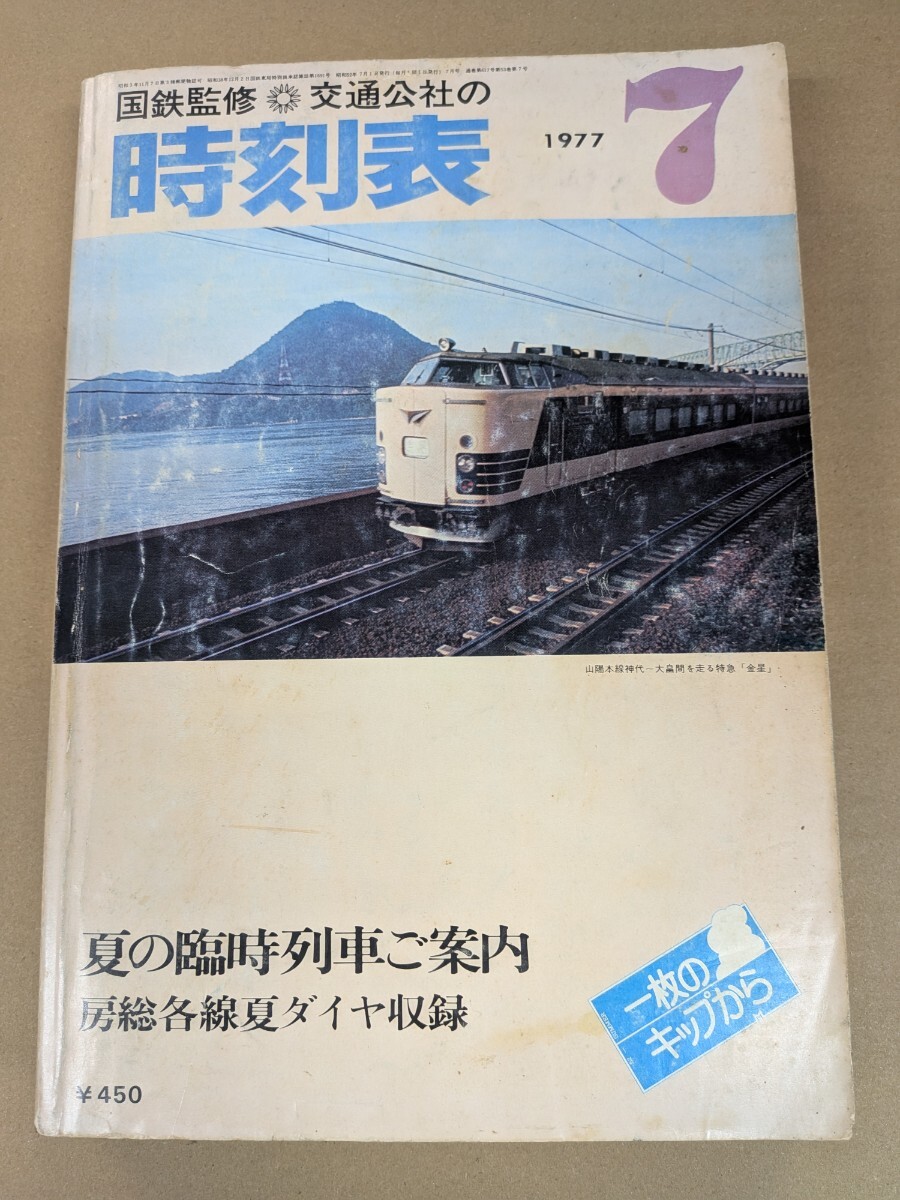 国鉄監修 交通公社の
時刻表
1977
7
山陽本線神代－大畠間を走る特急「金星」
夏の臨時列車ご案内
房総各線夏ダイヤ収録
一枚の
キップから
¥450